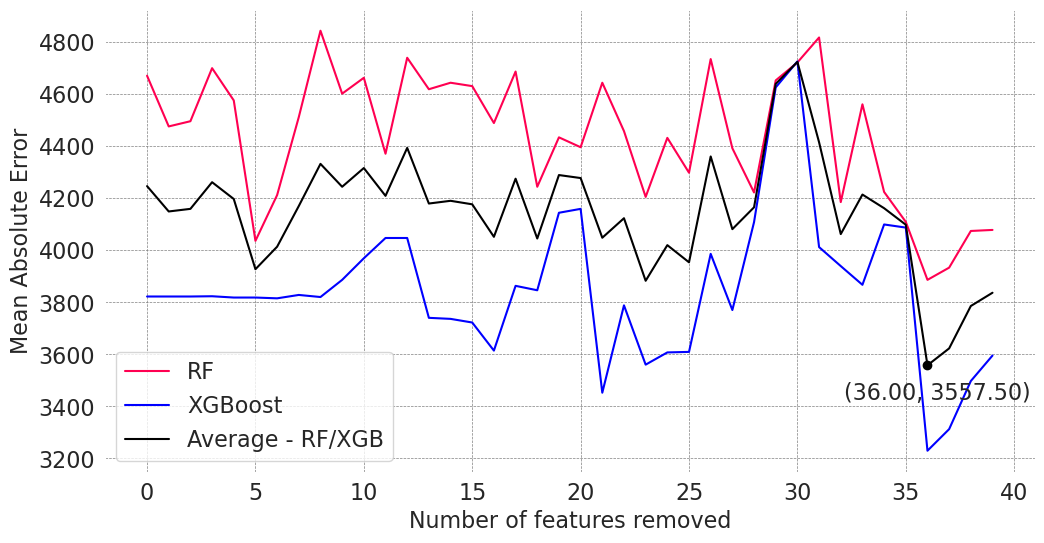 4800
4600
4400
4200
4000
3800
3600
3400
3200
Mean Absolute Error
RF
XGBoost
Average - RF/XGB
(36.00, 3557.50)
0 5 10 15 20 25 30 35 40
Number of features removed